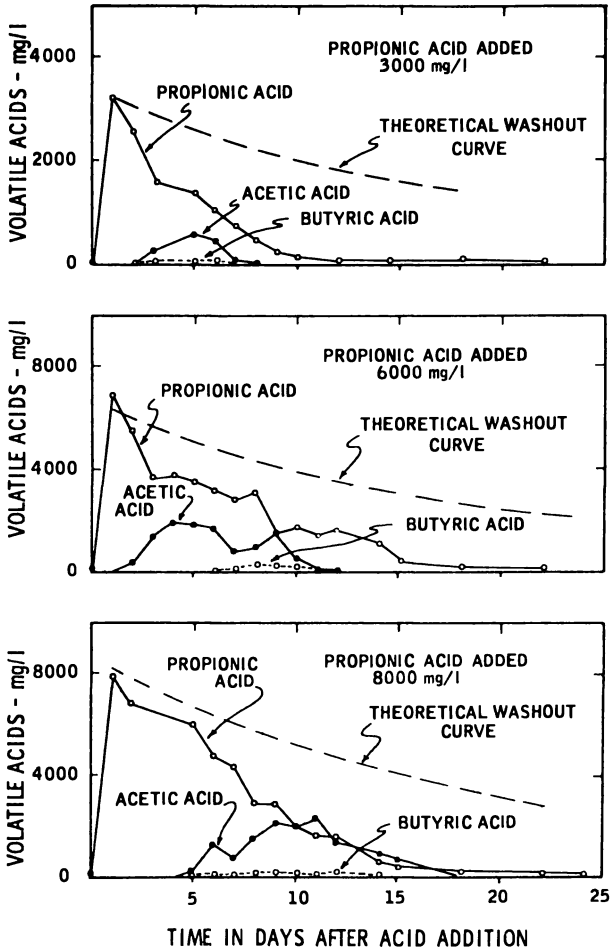 PROPIONIC ACID ADDED
3000 mg/l
4000
PROPIONIC ACID
THEORETICAL WASHOUT
CURVE
VOLATILE ACIDS - mg/l
2000
ACETIC ACID
BUTYRIC ACID
0
PROPIONIC ACID ADDED
6000 mg/l
8000
PROPIONIC ACID
THEORETICAL WASHOUT
CURVE
VOLATILE ACIDS - mg/l
4000
ACETIC
ACID
BUTYRIC ACID
0
PROPIONIC ACID ADDED
8000 mg/l
PROPIONIC
ACID
8000
THEORETICAL WASHOUT
CURVE
VOLATILE ACIDS - mg/l
4000
ACETIC ACID
BUTYRIC ACID
0
5
10
15
20
25
TIME IN DAYS AFTER ACID ADDITION